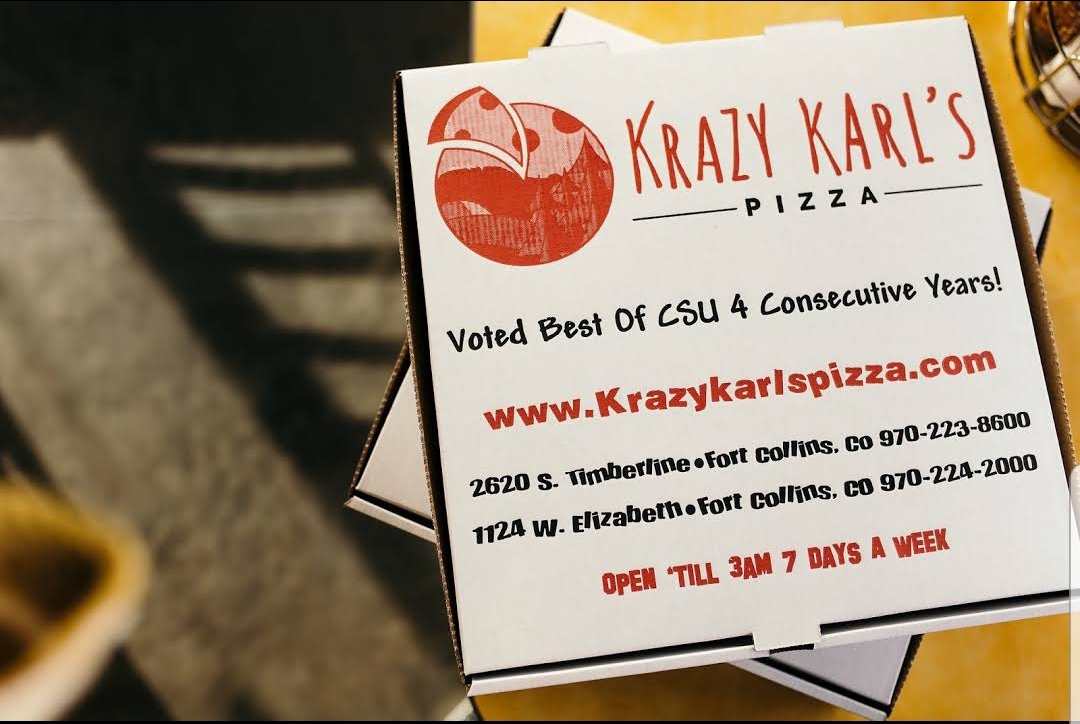 KRAZY KARL'S
PIZZA
Voted Best Of CSU 4 Consecutive Years!
www.Krazykarlspizza.com
2620 S. Timberline•Fort Collins, CO 970-223-8600
1124 W. Elizabeth•Fort Collins, CO 970-224-2000
OPEN 'TILL 3AM 7 DAYS A WEEK